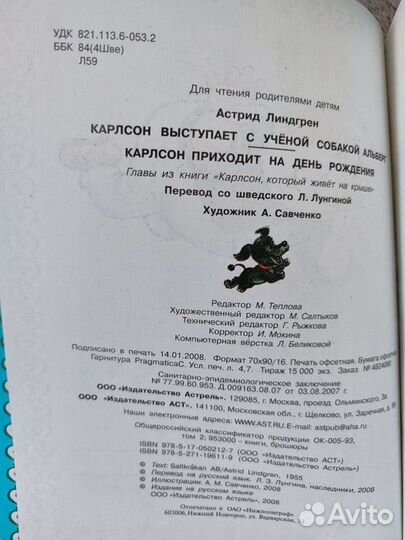 УДК 821.113.6-053.2
ББК 84(4Шве)
Л59
Для чтения родителями детям
Астрид Линдгрен
КАРЛСОН ВЫСТУПАЕТ С УЧЁНОЙ СОБАКОЙ АЛЬБЕРГ
КАРЛСОН ПРИХОДИТ НА ДЕНЬ РОЖДЕНИЯ
Главы из книги «Карлсон, который живёт на крыше»
Перевод со шведского Л. Лунгиной
Художник А. Савченко
Редактор М. Теплова
Художественный редактор М. Салтыков
Технический редактор Г. Рыжкова
Корректор И. Мокина
Компьютерная вёрстка Л. Беликовой
Подписано в печать 14.01.2008. Формат 70х90/16. Печать офсетная. Бумага офсетная.
Гарнитура PragmaticaC. Усл. печ. л. 4,7. Тираж 15 000 экз. Заказ №
Санитарно-эпидемиологическое заключение
№ 77.99.60.953.Д.009163.08.07 от 03.08.2007 г.
ООО «Издательство Астрель». 129085, г. Москва, проезд Ольминского, 3а
ООО «Издательство АСТ». 141100, Московская обл., г. Щелково, ул. Заречная, д. 96
Наши электронные адреса: WWW.AST.RU E-mail: astpub@aha.ru
Общероссийский классификатор продукции ОК-005-93,
том 2; 953000 - книги, брошюры
ISBN 978-5-17-050212-7 (ООО «Издательство АСТ»)
ISBN 978-5-271-19611-9 (ООО «Издательство Астрель»)
© Text: Saltkråkan AB/Astrid Lindgren, 1955
© Перевод на русский язык. Л. З. Лунгина, наследники, 2008
© Иллюстрации. А. М. Савченко, 2008
© Издание на русском языке
ООО «Издательство Астрель», 2008
Отпечатано в ОАО «Нижполиграф»
603006, Нижний Новгород, ул. Варварская,
Avito